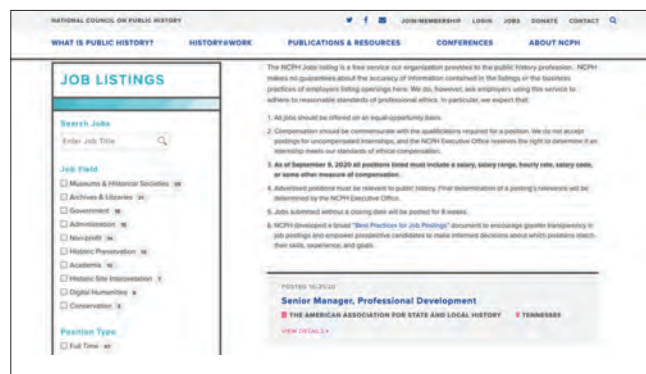 NATIONAL COUNCIL ON PUBLIC HISTORY
JOIN/MEMBERSHIP LOGIN JOBS DONATE CONTACT
WHAT IS PUBLIC HISTORY? HISTORY@WORK PUBLICATIONS & RESOURCES CONFERENCES ABOUT NCPH
JOB LISTINGS
Search Jobs
Enter Job Title
Job Field
Museums & Historical Societies
Archives & Libraries
Government
Administration
Nonprofit
Historic Preservation
Academia
Historic Site Interpretation 7
Digital Humanities
Conservation
Position Type
Full Time
The NCPH Jobs listing is a free service our organization provided to the public history profession. NCPH
makes no guarantees about the accuracy of information contained in the listings or the business
practices of employers listing openings here. We do, however, ask employers using this service to
adhere to reasonable standards of professional ethics. In particular, we expect that:
1. All jobs should be offered on an equal-opportunity basis.
2. Compensation should be commensurate with the qualifications required for a position. We do not accept
postings for uncompensated internships, and the NCPH Executive Office reserves the right to determine if an
internship meets our standards of ethical compensation.
3. As of September 9, 2020 all positions listed must include a salary, salary range, hourly rate, salary code,
or some other measure of compensation.
4. Advertised positions must be relevant to public history. Final determination of a posting's relevance will be
determined by the NCPH Executive Office.
5. Jobs submitted without a closing date will be posted for 8 weeks.
6. NCPH developed a broad "Best Practices for Job Postings" document to encourage greater transparency in
job postings and empower prospective candidates to make informed decisions about which positions match
their skills, experience, and goals.
POSTED 10/25/20
Senior Manager, Professional Development
THE AMERICAN ASSOCIATION FOR STATE AND LOCAL HISTORY TENNESSEE
VIEW DETAILS